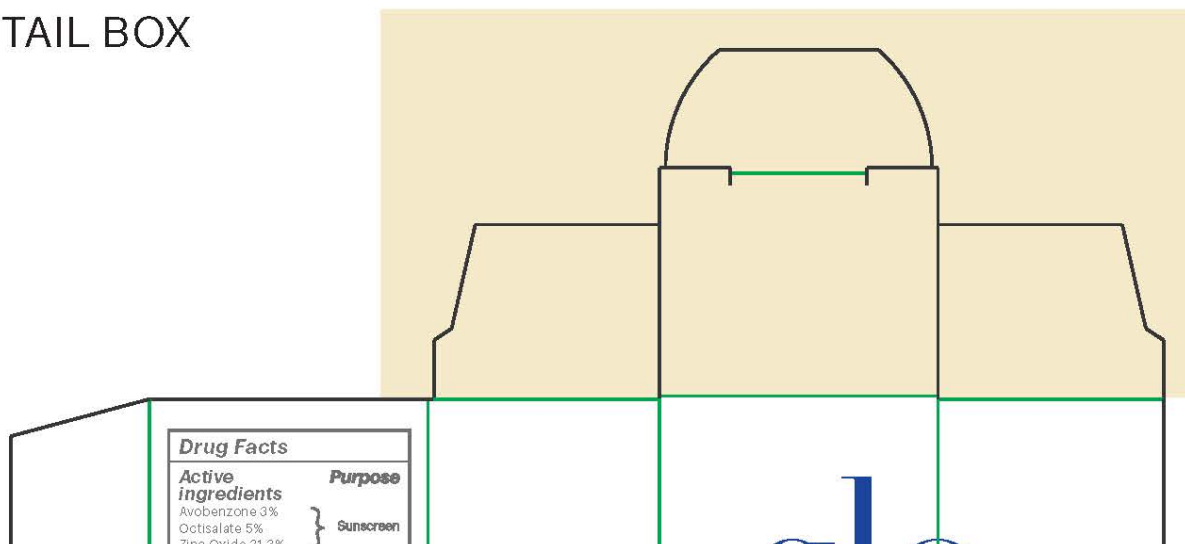 TAIL BOX
Drug Facts
Active Purpose
ingredients
Avobenzone 3%
Octisalate 5% Sunscreen